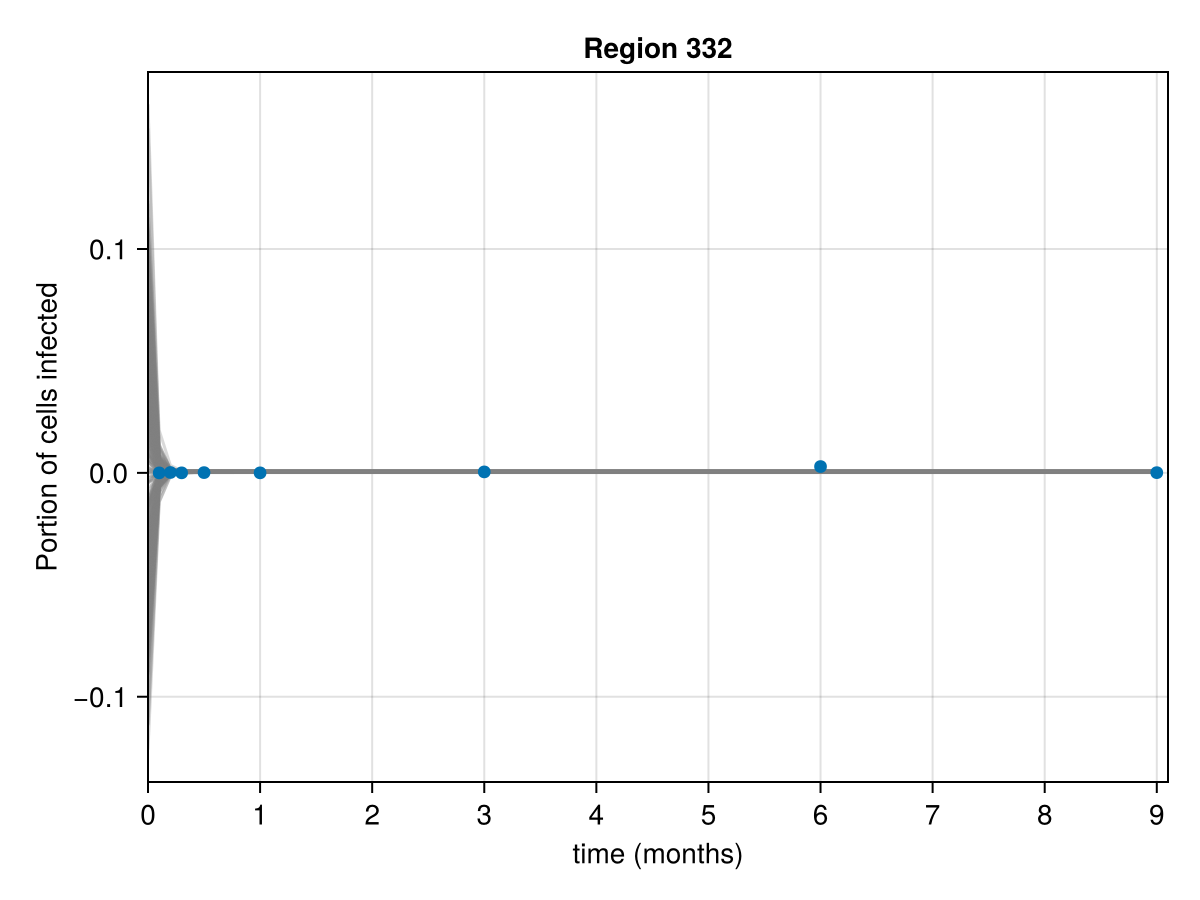 Region 332
Portion of cells infected
0.1
0.0
−0.1
0 1 2 3 4 5 6 7 8 9
time (months)